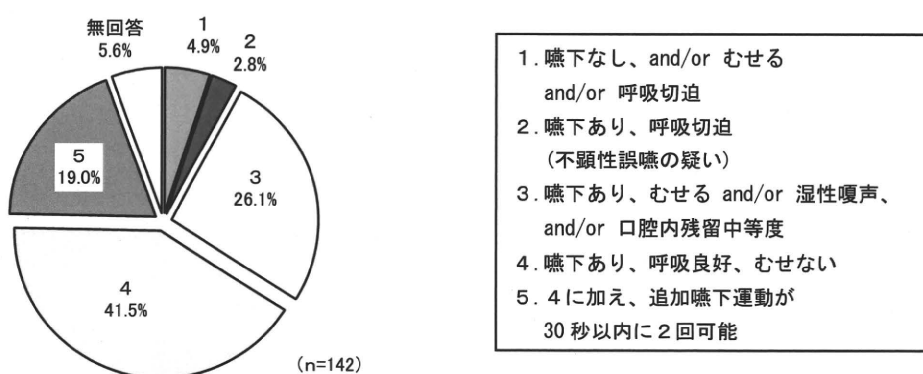 無回答
5.6%
1
4.9%
2
2.8%
3
26.1%
4
41.5%
5
19.0%
(n=142)
1.嚥下なし、and/or むせる
and/or 呼吸切迫
2.嚥下あり、呼吸切迫
(不顕性誤嚥の疑い)
3.嚥下あり、むせる and/or 湿性嗄声、
and/or 口腔内残留中等度
4.嚥下あり、呼吸良好、むせない
5.4に加え、追加嚥下運動が
30秒以内に2回可能